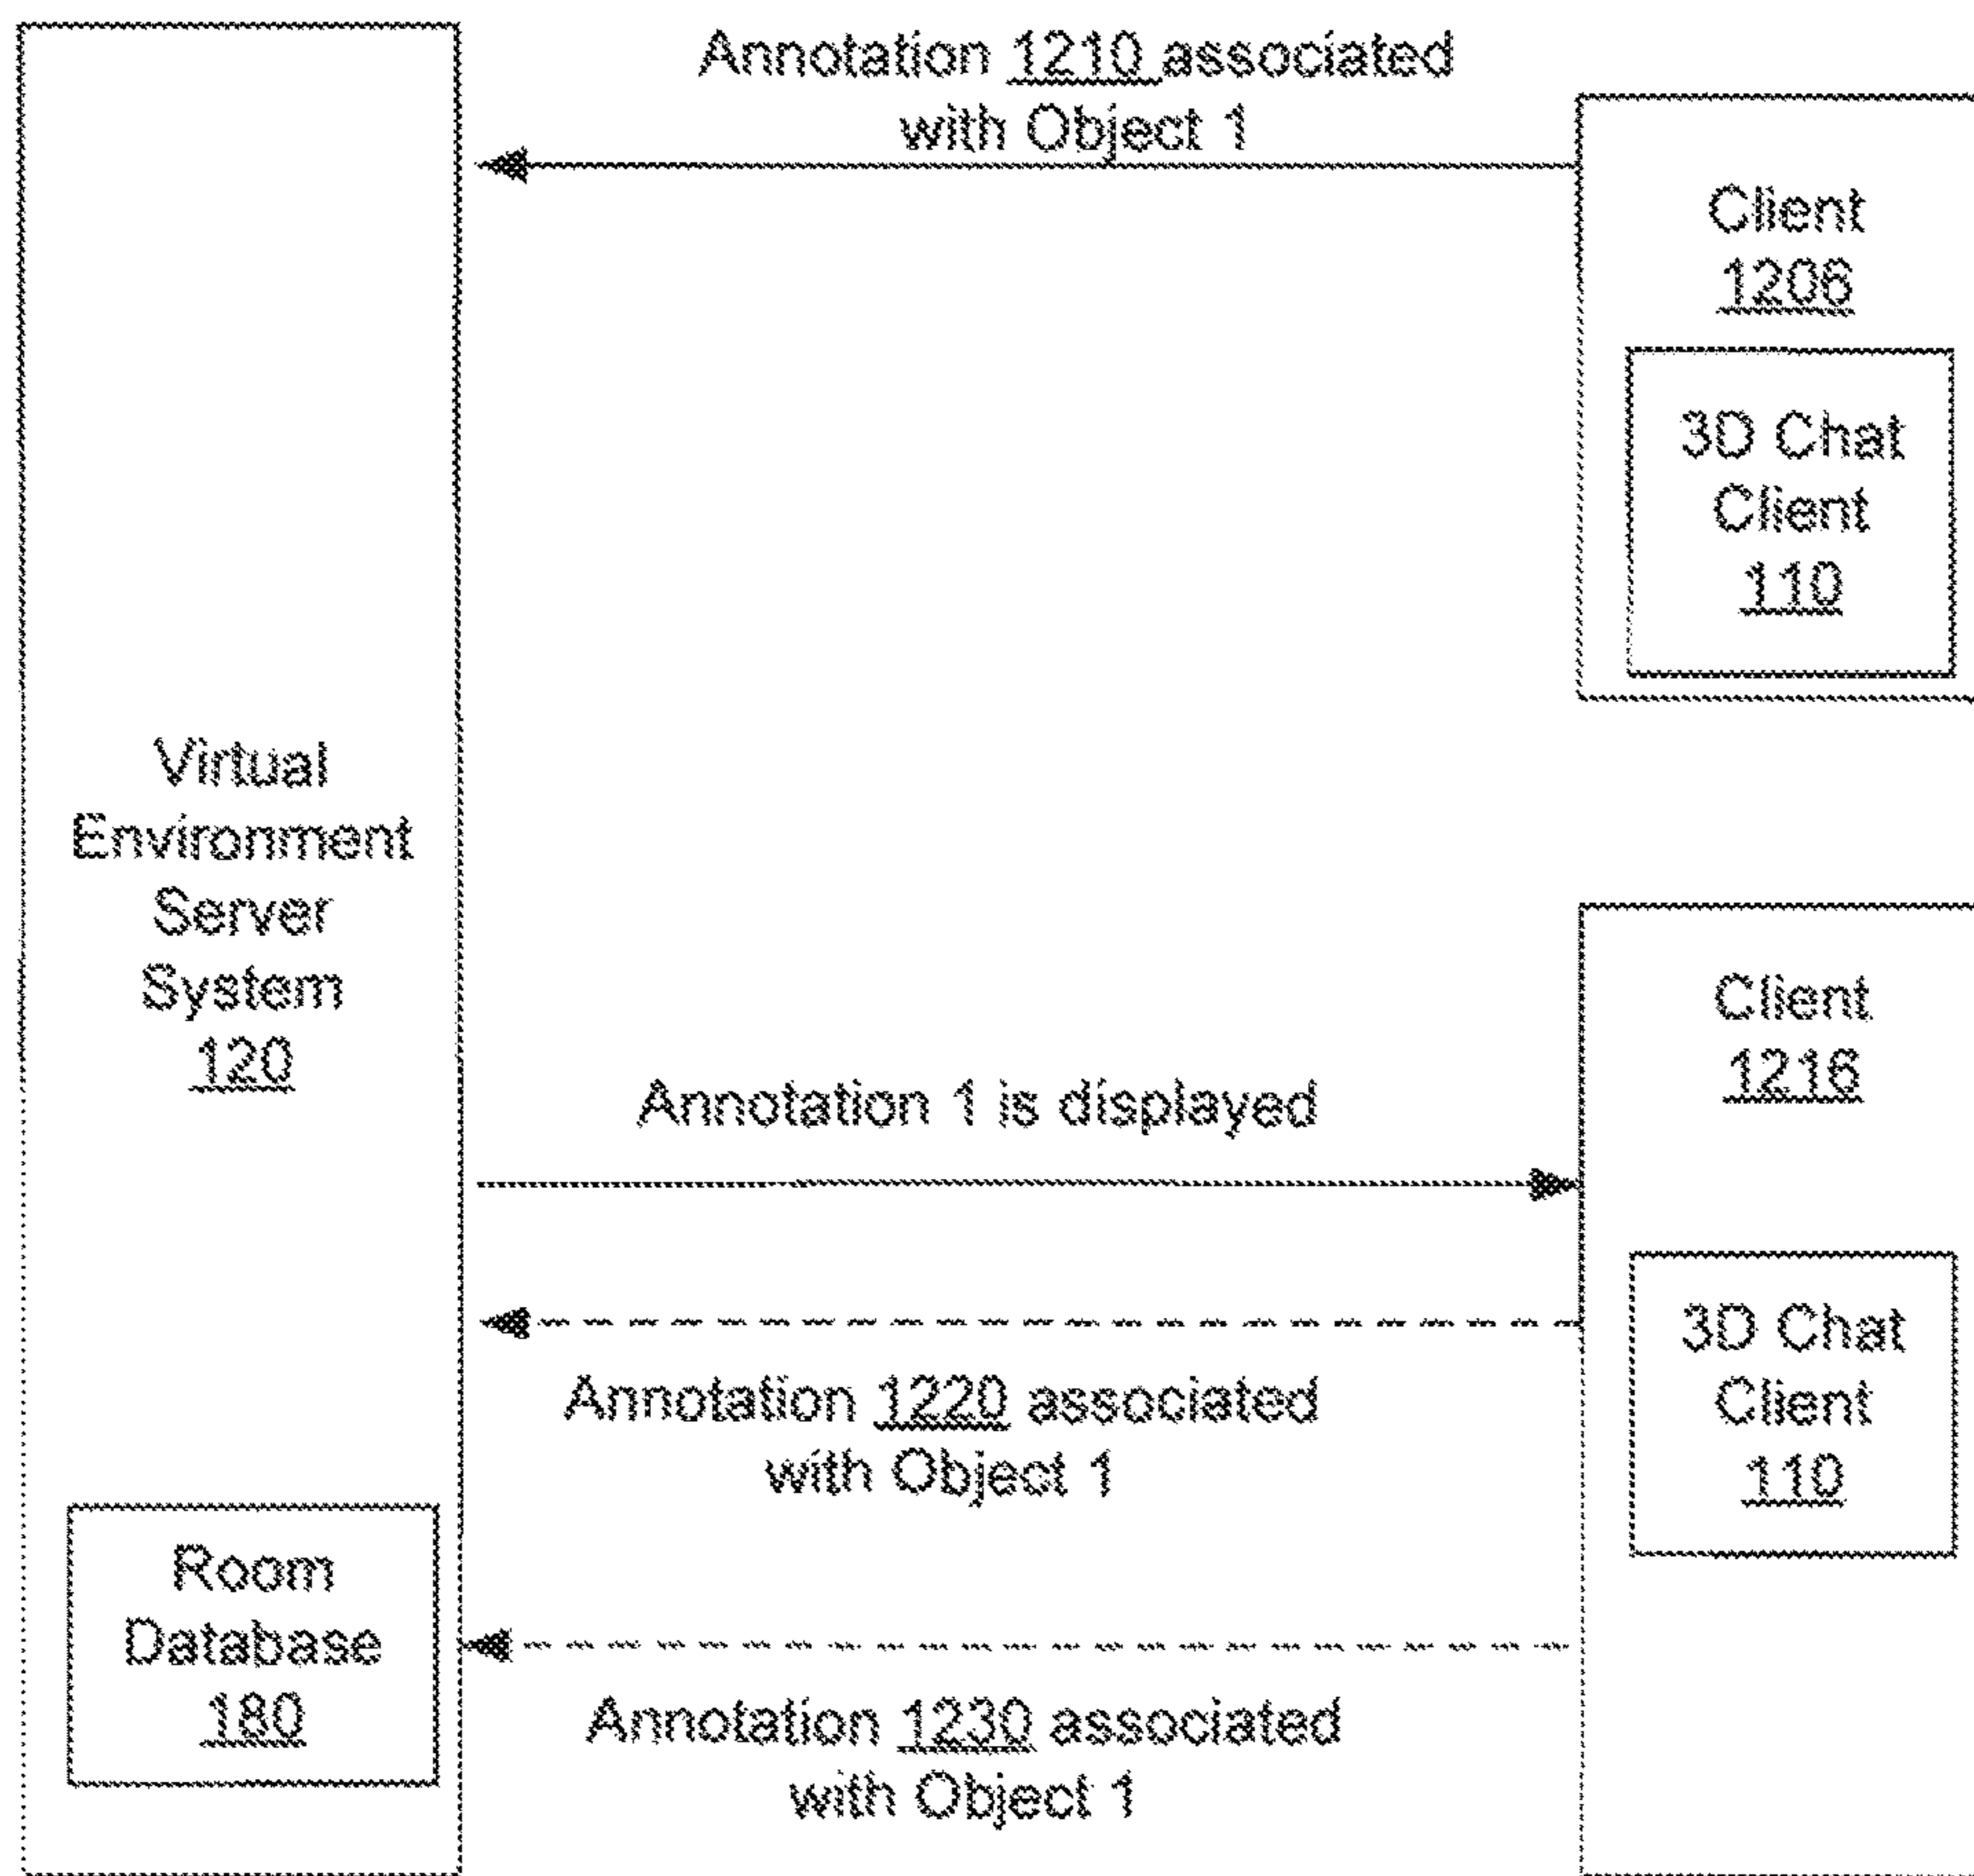 Annotation 1210 associated
with Object 1
Client
1206
3D Chat
Client
110
Virtual
Environment
Server
System
120
Client
1216
Annotation 1 is displayed
3D Chat
Client
110
Annotation 1220 associated
with Object 1
Room
Database
180
Annotation 1230 associated
with Object 1